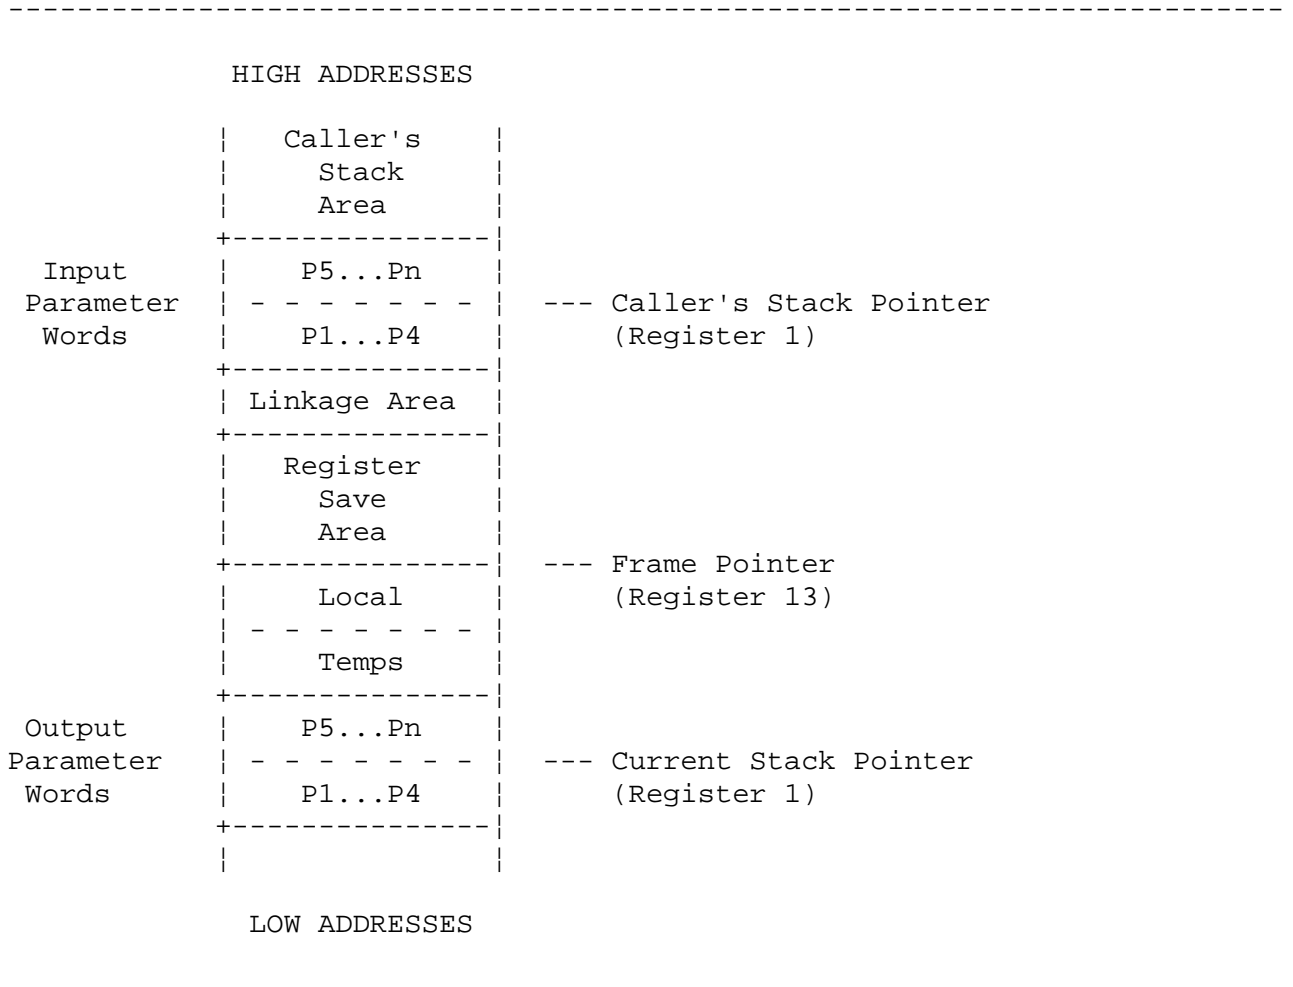 ---------------------------------------------------------------------------
HIGH ADDRESSES
¦   Caller's    ¦
¦     Stack     ¦
¦     Area      ¦
+---------------¦
Input      ¦    P5...Pn    ¦
Parameter  ¦ - - - - - - - ¦  --- Caller's Stack Pointer
Words      ¦    P1...P4    ¦      (Register 1)
+---------------¦
¦ Linkage Area  ¦
+---------------¦
¦   Register    ¦
¦     Save      ¦
¦     Area      ¦
+---------------¦  --- Frame Pointer
¦     Local     ¦      (Register 13)
¦ - - - - - - - ¦
¦     Temps     ¦
+---------------¦
Output      ¦    P5...Pn    ¦
Parameter   ¦ - - - - - - - ¦  --- Current Stack Pointer
Words       ¦    P1...P4    ¦      (Register 1)
+---------------¦
¦               ¦
LOW ADDRESSES